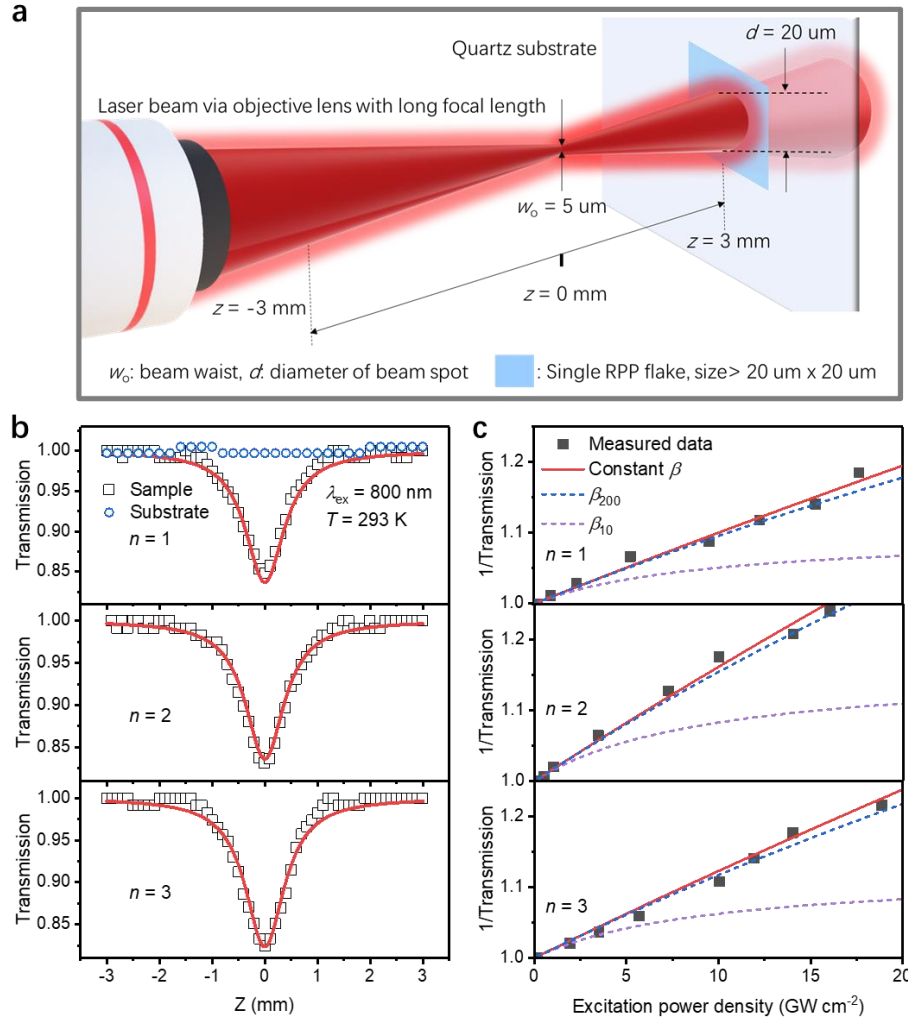 a
Quartz substrate
d = 20 um
Laser beam via objective lens with long focal length
wₒ = 5 um
z = 3 mm
z = 0 mm
z = -3 mm
wₒ: beam waist, d: diameter of beam spot
: Single RPP flake, size> 20 um x 20 um
b
1.00
0.95
0.90
0.85
Transmission
Sample
Substrate
λex = 800 nm
T = 293 K
n = 1
1.00
0.95
0.90
0.85
Transmission
n = 2
1.00
0.95
0.90
0.85
Transmission
n = 3
-3 -2 -1 0 1 2 3
Z (mm)
c
1.2
1.1
1.0
1/Transmission
Measured data
Constant β
β₂₀₀
β₁₀
n = 1
1.2
1.1
1.0
1/Transmission
n = 2
1.2
1.1
1.0
1/Transmission
n = 3
0 5 10 15 20
Excitation power density (GW cm⁻²)